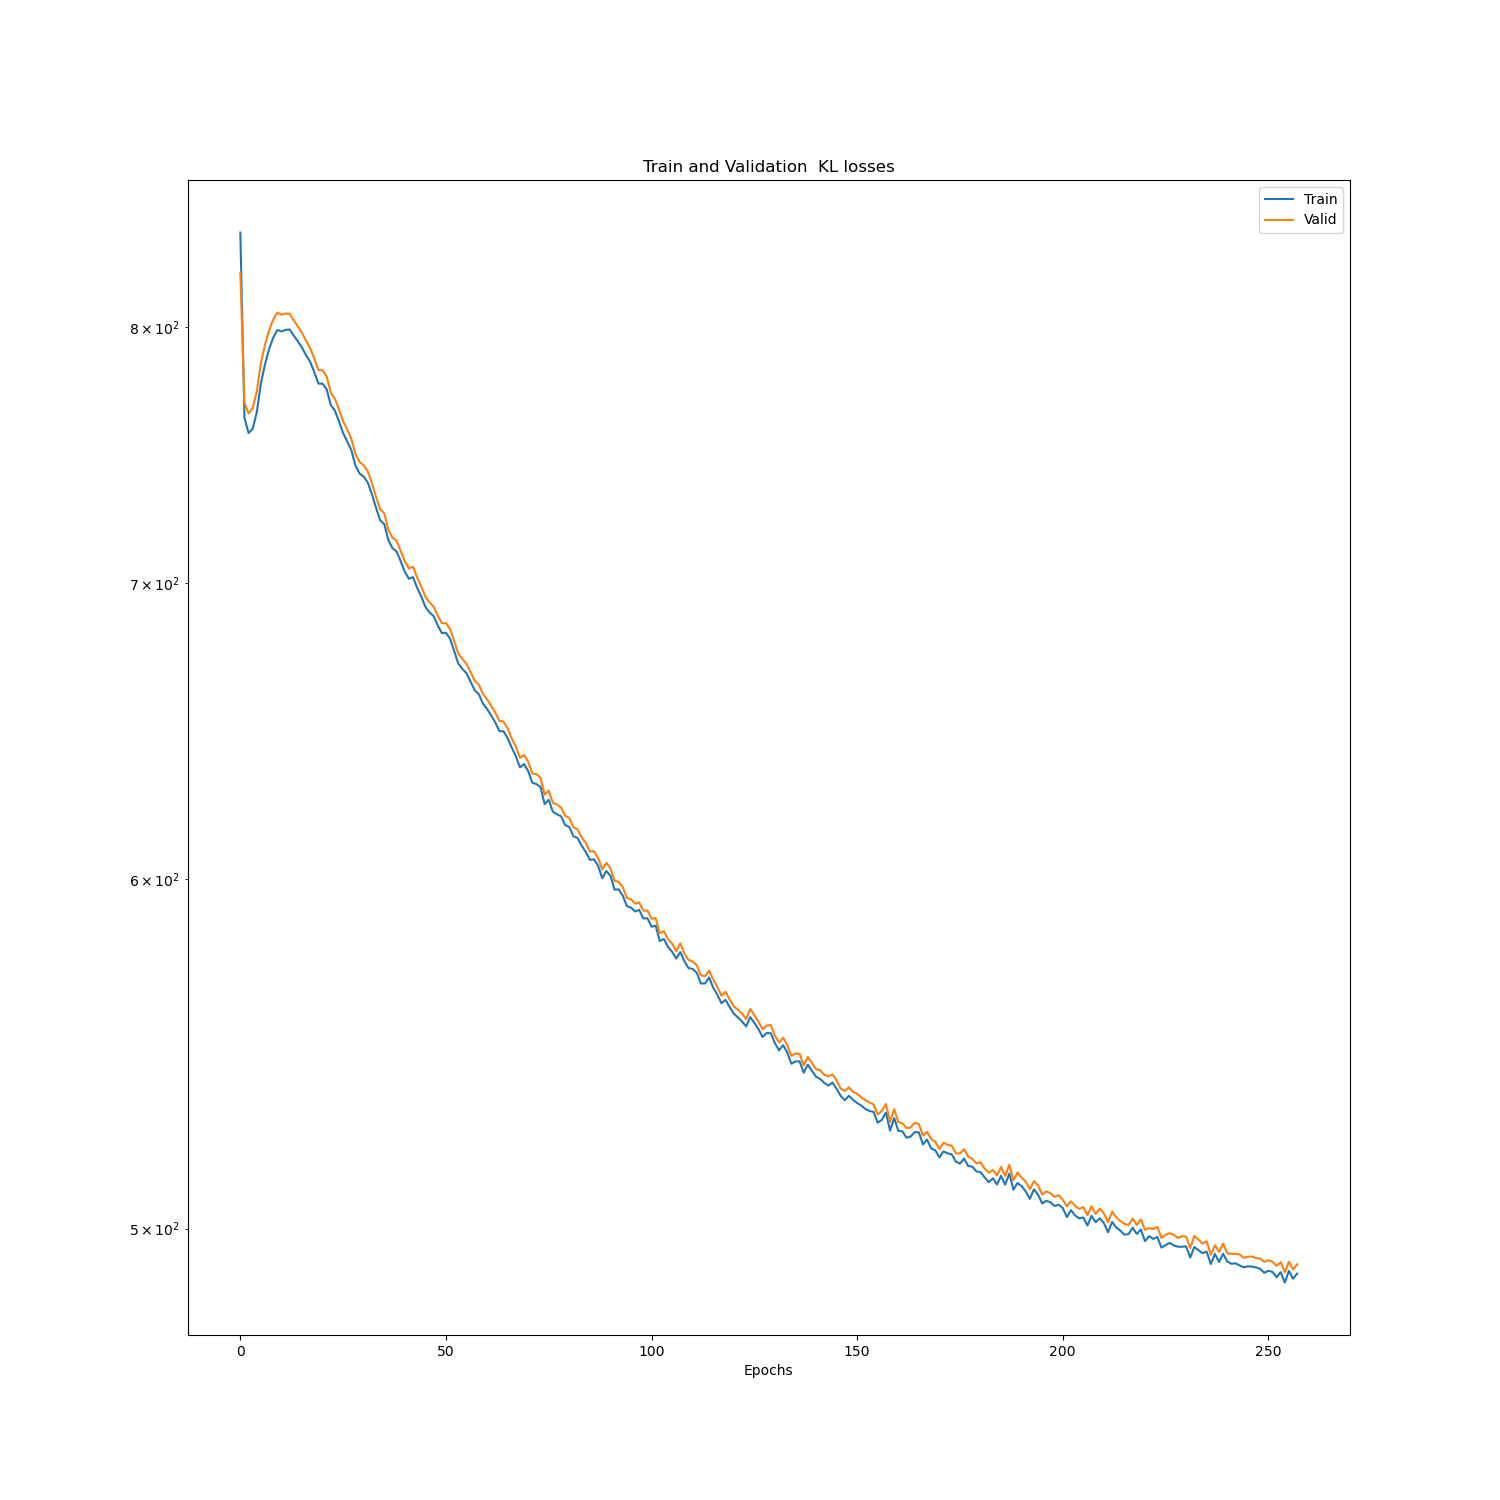 Train and Validation  KL losses
Train
Valid
8 × 10²
7 × 10²
6 × 10²
5 × 10²
0 50 100 150 200 250
Epochs